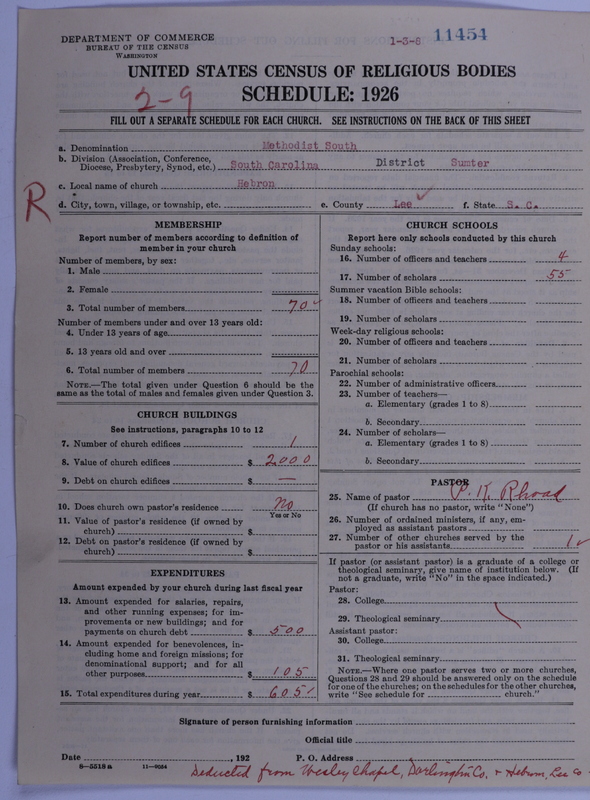 DEPARTMENT OF COMMERCE
BUREAU OF THE CENSUS
WASHINGTON
1-3-8 11454
UNITED STATES CENSUS OF RELIGIOUS BODIES
2-9
SCHEDULE: 1926
FILL OUT A SEPARATE SCHEDULE FOR EACH CHURCH. SEE INSTRUCTIONS ON THE BACK OF THIS SHEET
a. Denomination Methodist South
b. Division (Association, Conference,
Diocese, Presbytery, Synod, etc.) South Carolina District Sumter
c. Local name of church Hebron
R
d. City, town, village, or township, etc. e. County Lee ✓ f. State S. C.
MEMBERSHIP
Report number of members according to definition of
member in your church
Number of members, by sex:
1. Male
2. Female
3. Total number of members 70 ✓
Number of members under and over 13 years old:
4. Under 13 years of age
5. 13 years old and over
6. Total number of members 70
NOTE.—The total given under Question 6 should be the
same as the total of males and females given under Question 3.
CHURCH BUILDINGS
See instructions, paragraphs 10 to 12
7. Number of church edifices 1
8. Value of church edifices $ 2000
9. Debt on church edifices $ —
10. Does church own pastor's residence No
Yes or No
11. Value of pastor's residence (if owned by
church) $
12. Debt on pastor's residence (if owned by
church) $
EXPENDITURES
Amount expended by your church during last fiscal year
13. Amount expended for salaries, repairs,
and other running expenses; for im-
provements or new buildings; and for
payments on church debt $ 500
14. Amount expended for benevolences, in-
cluding home and foreign missions; for
denominational support; and for all
other purposes $ 105
15. Total expenditures during year $ 605 ✓
CHURCH SCHOOLS
Report here only schools conducted by this church
Sunday schools:
16. Number of officers and teachers 4
17. Number of scholars 55
Summer vacation Bible schools:
18. Number of officers and teachers
19. Number of scholars
Week-day religious schools:
20. Number of officers and teachers
21. Number of scholars
Parochial schools:
22. Number of administrative officers
23. Number of teachers—
a. Elementary (grades 1 to 8)
b. Secondary
24. Number of scholars—
a. Elementary (grades 1 to 8)
b. Secondary
PASTOR
25. Name of pastor P. K. Rhoad
(If church has no pastor, write "None")
26. Number of ordained ministers, if any, em-
ployed as assistant pastors
27. Number of other churches served by the
pastor or his assistants 1 ✓
If pastor (or assistant pastor) is a graduate of a college or
theological seminary, give name of institution below. (If
not a graduate, write "No" in the space indicated.)
Pastor:
28. College
29. Theological seminary
Assistant pastor:
30. College
31. Theological seminary
NOTE.—Where one pastor serves two or more churches,
Questions 28 and 29 should be answered only on the schedule
for one of the churches; on the schedules for the other churches,
write "See schedule for church."
Signature of person furnishing information
Official title
Date , 192 P. O. Address
8—5518 a 11—9034
Deducted from Wesley Chapel, Darlington Co. + Hebron, Lee Co